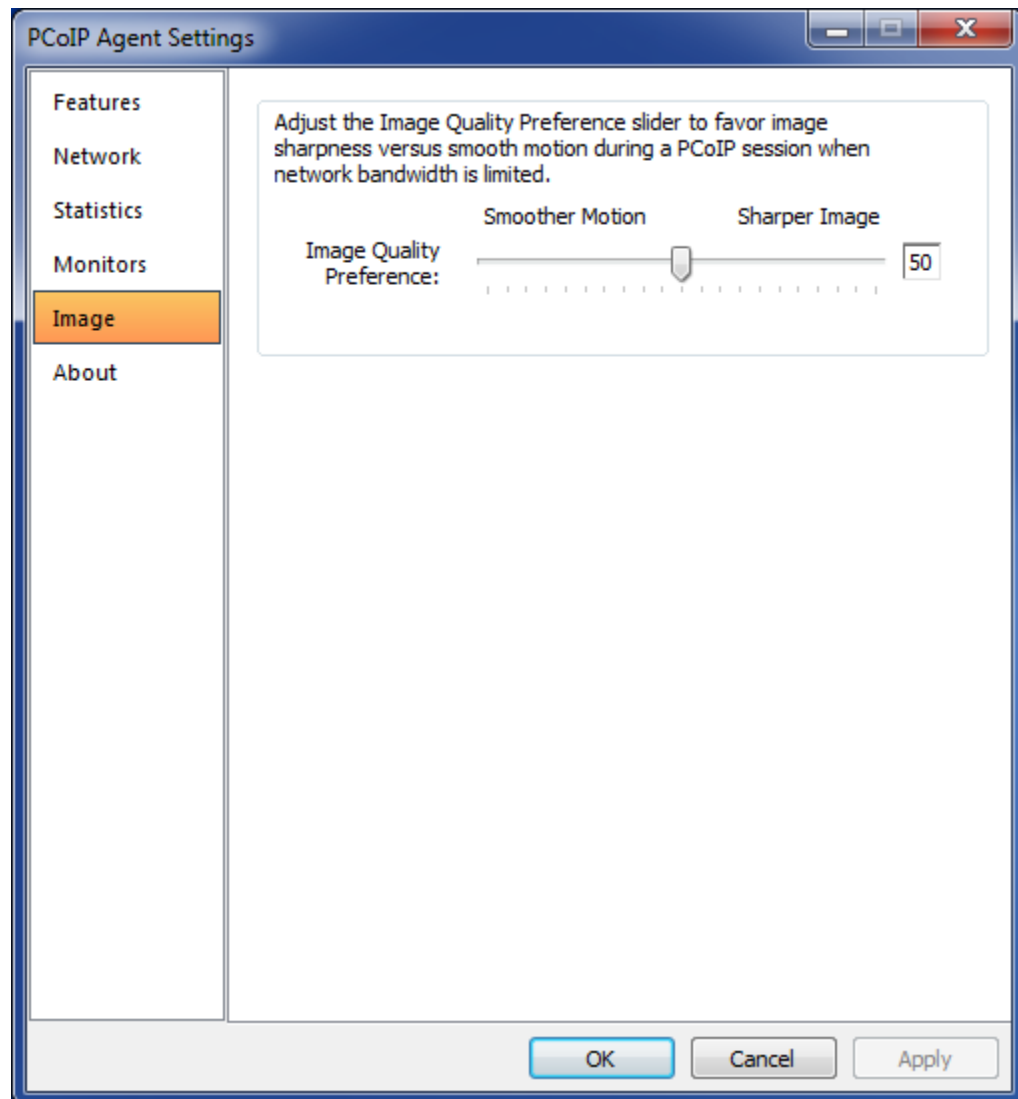 PCoIP Agent Settings
Features
Network
Statistics
Monitors
Image
About
Adjust the Image Quality Preference slider to favor image
sharpness versus smooth motion during a PCoIP session when
network bandwidth is limited.
Smoother Motion Sharper Image
Image Quality
Preference:
50
OK Cancel Apply